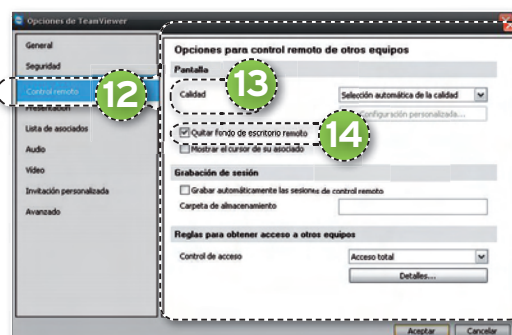 Opciones de TeamViewer
General
Seguridad
Control remoto
Presentación
Lista de asociados
Audio
Vídeo
Invitación personalizada
Avanzado
12
Opciones para control remoto de otros equipos
Pantalla
13
Calidad
Selección automática de la calidad
Configuración personalizada...
14
Quitar fondo de escritorio remoto
Mostrar el cursor de su asociado
Grabación de sesión
Grabar automáticamente las sesiones de control remoto
Carpeta de almacenamiento
Reglas para obtener acceso a otros equipos
Control de acceso
Acceso total
Detalles...
Aceptar
Cancelar